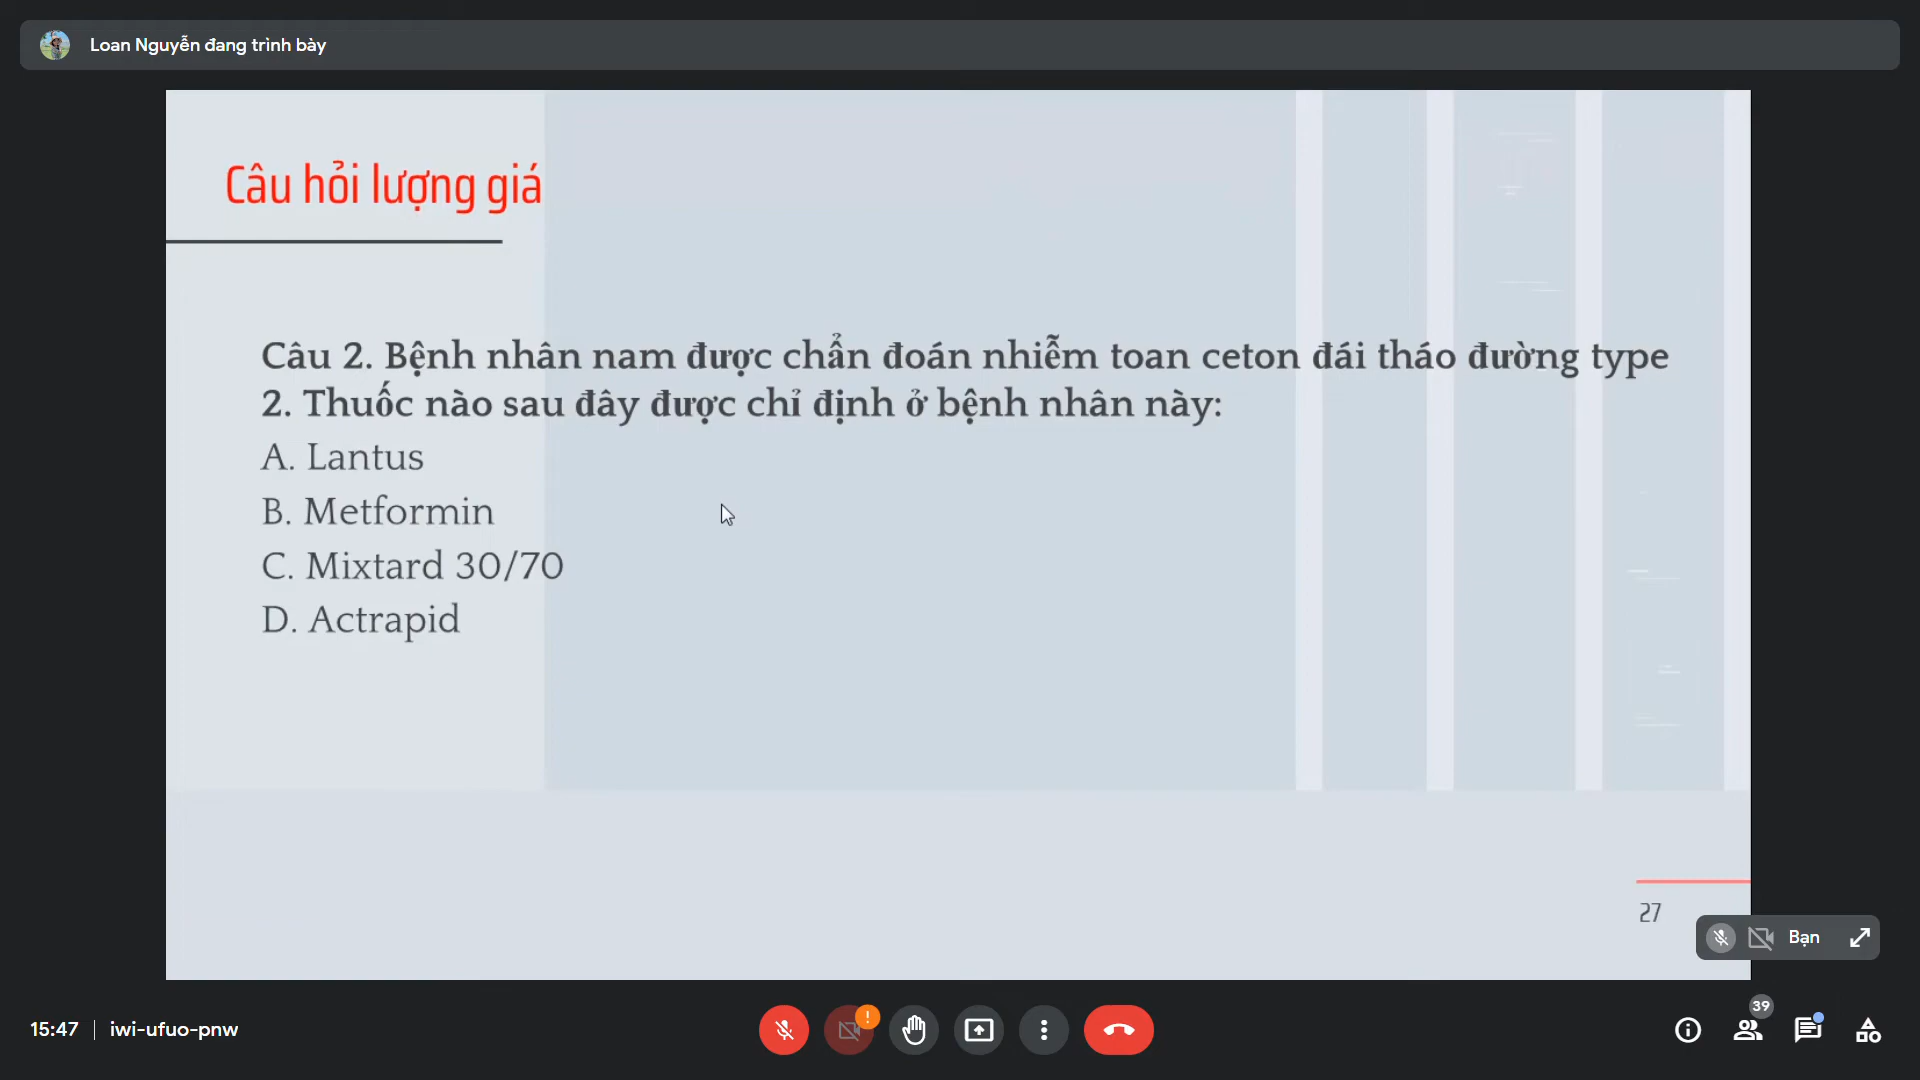 Loan Nguyễn đang trình bày
Câu hỏi lượng giá
Câu 2. Bệnh nhân nam được chẩn đoán nhiễm toan ceton đái tháo đường type
2. Thuốc nào sau đây được chỉ định ở bệnh nhân này:
A. Lantus
B. Metformin
C. Mixtard 30/70
D. Actrapid
27
Bạn
15:47 | iwi-ufuo-pnw
39